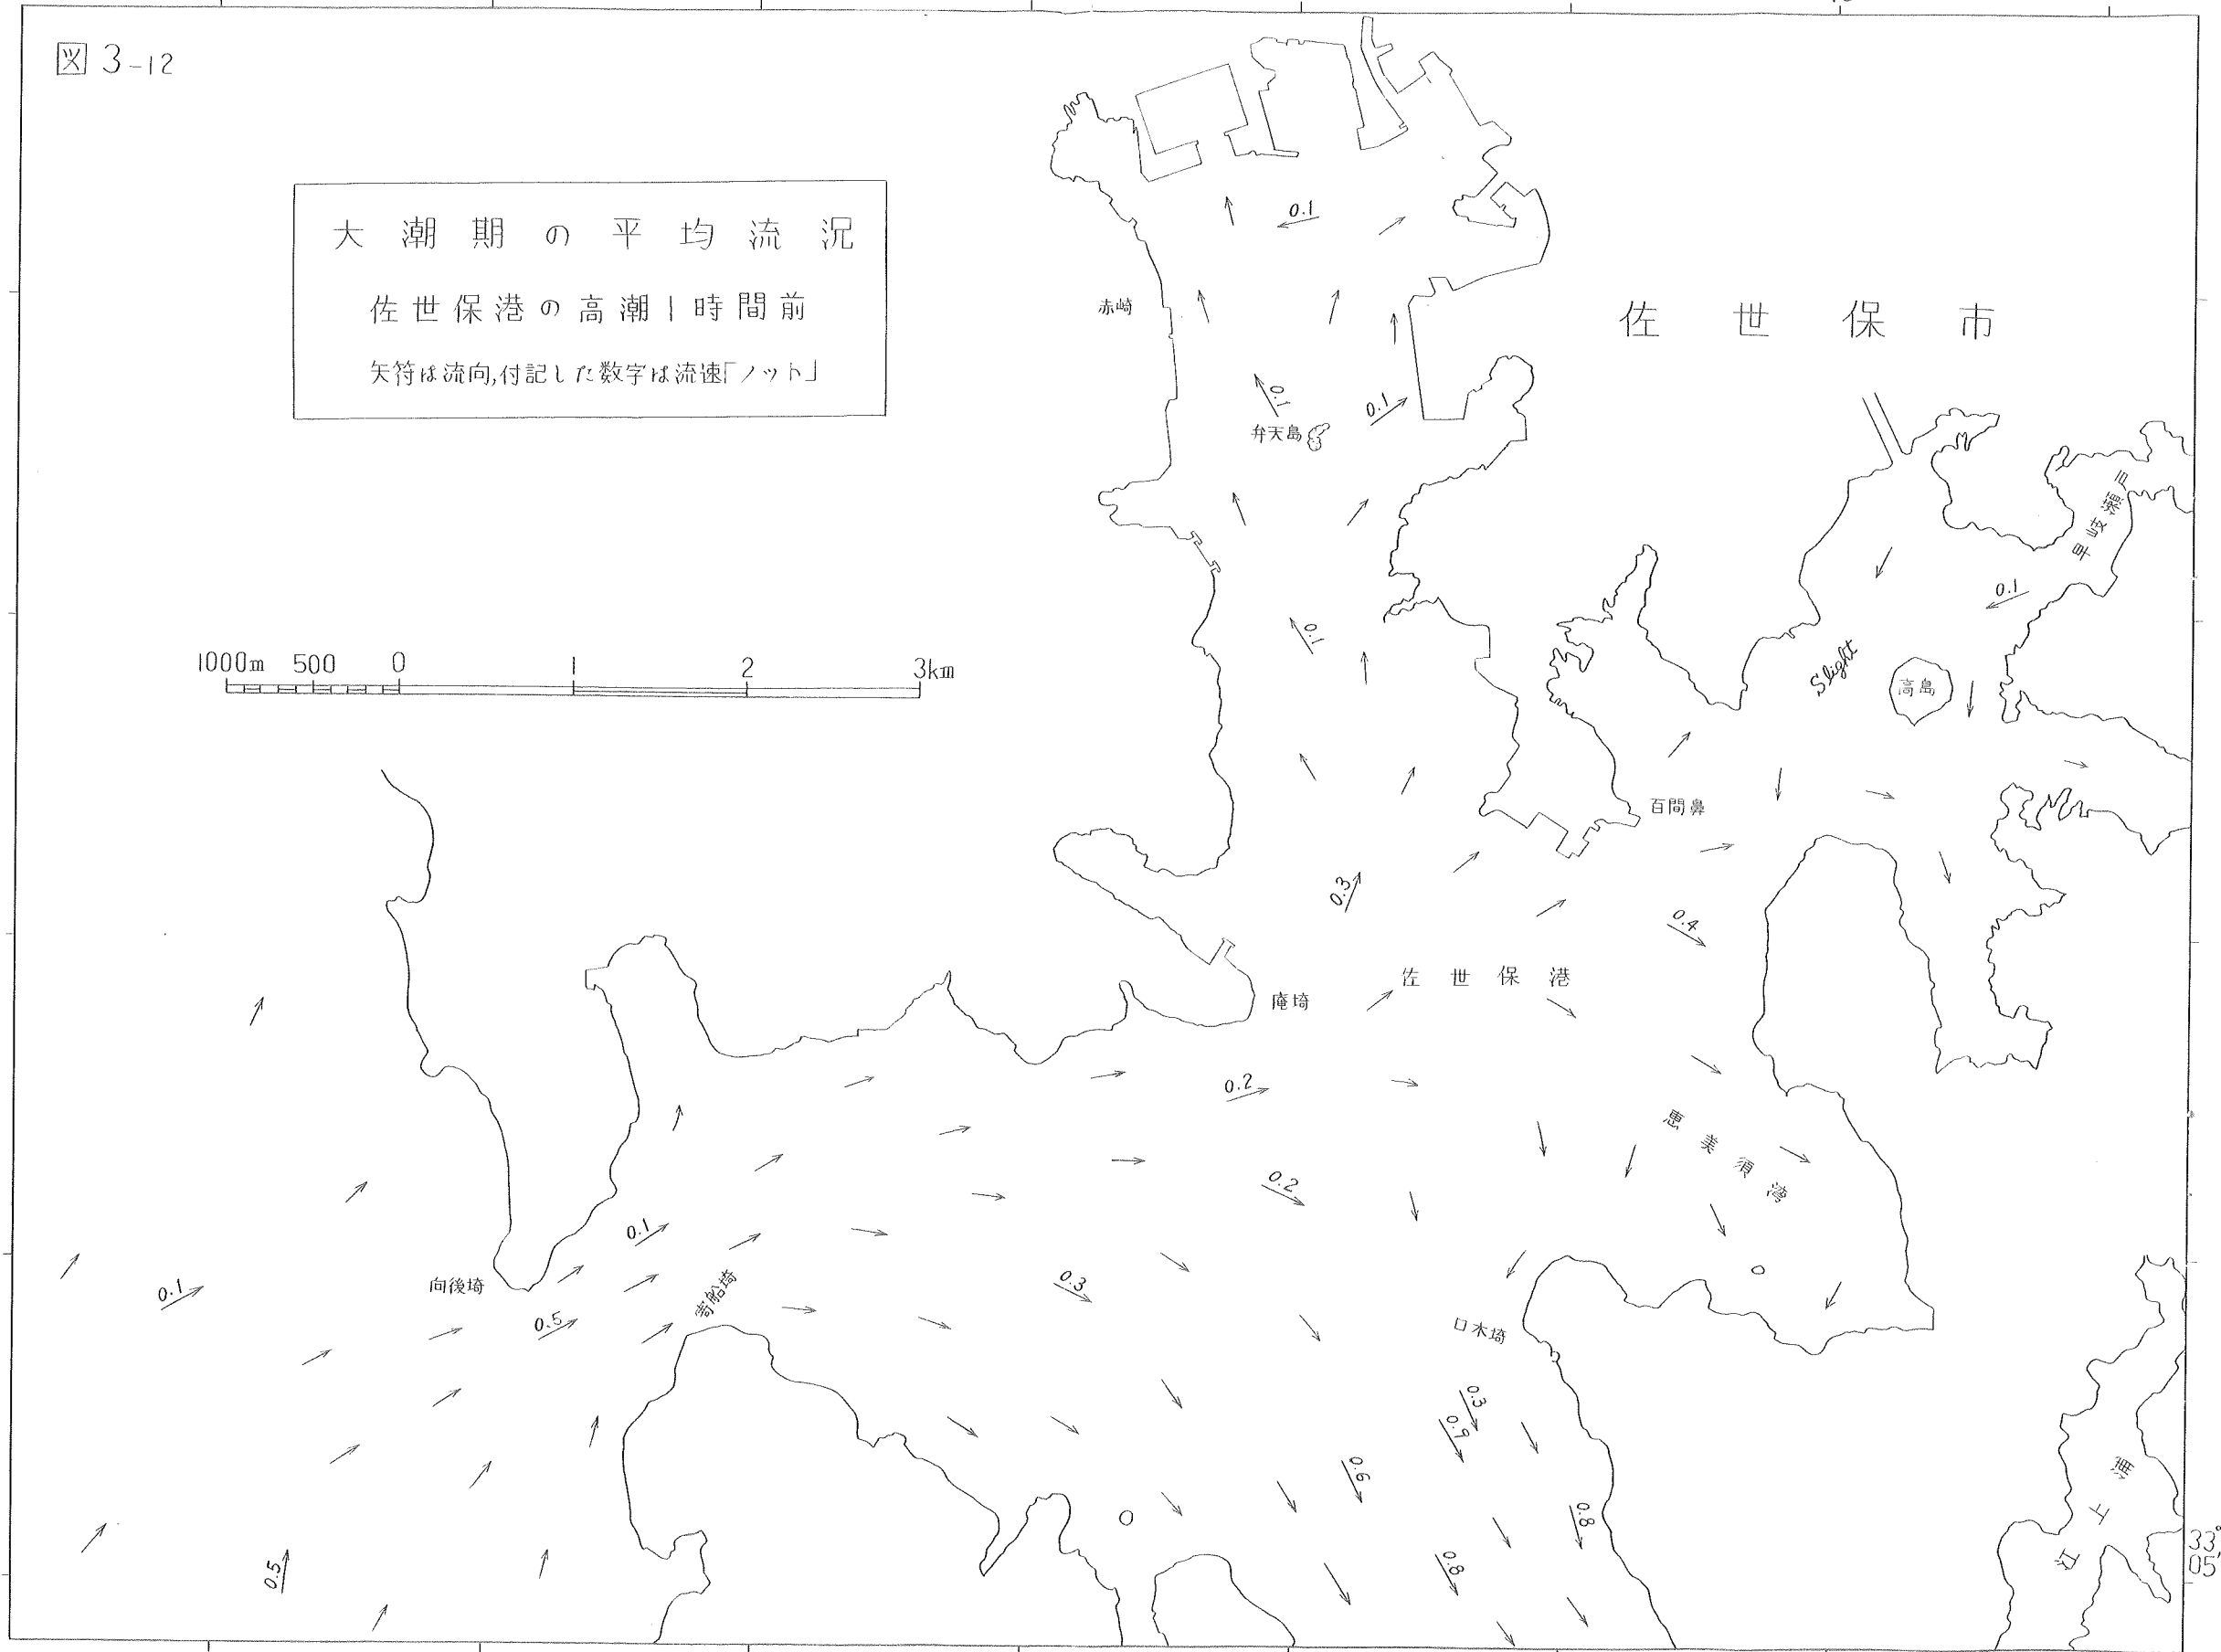 図3-12
大潮期の平均流況
佐世保港の高潮1時間前
矢符は流向,付記した数字は流速「ノット」
0.1
赤崎
佐世保市
0.1
0.1
弁天島
早岐瀬戸
0.1
0.1
Slight
高島
1000m 500 0 1 2 3km
百間鼻
0.3
0.4
佐世保港
庵埼
0.2
恵美須湾
0.2
0.1
向後埼
寄船埼
0.1
0.3
0.5
口木埼
0.3
0.9
0.6
0.8
0.8
0.5
江上浦
33°
05'